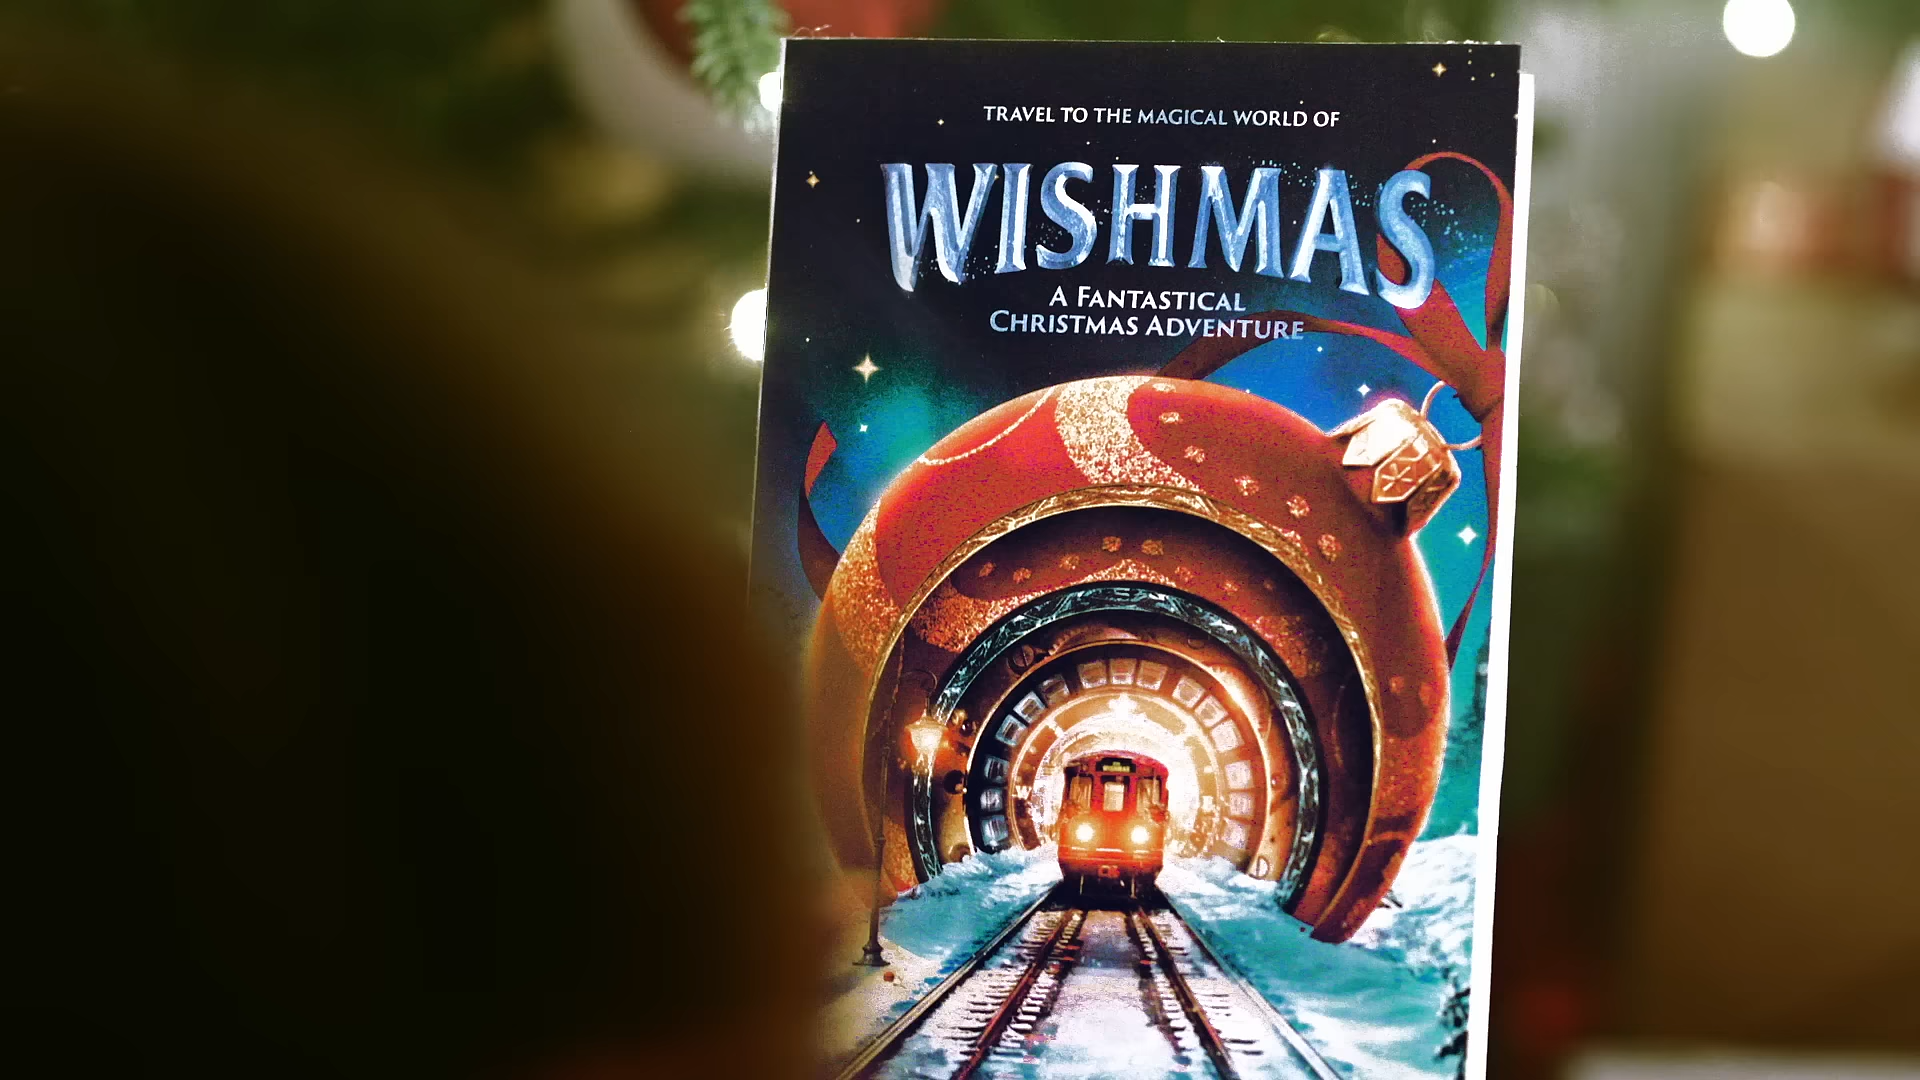 TRAVEL TO THE MAGICAL WORLD OF
WISHMAS
A FANTASTICAL
CHRISTMAS ADVENTURE